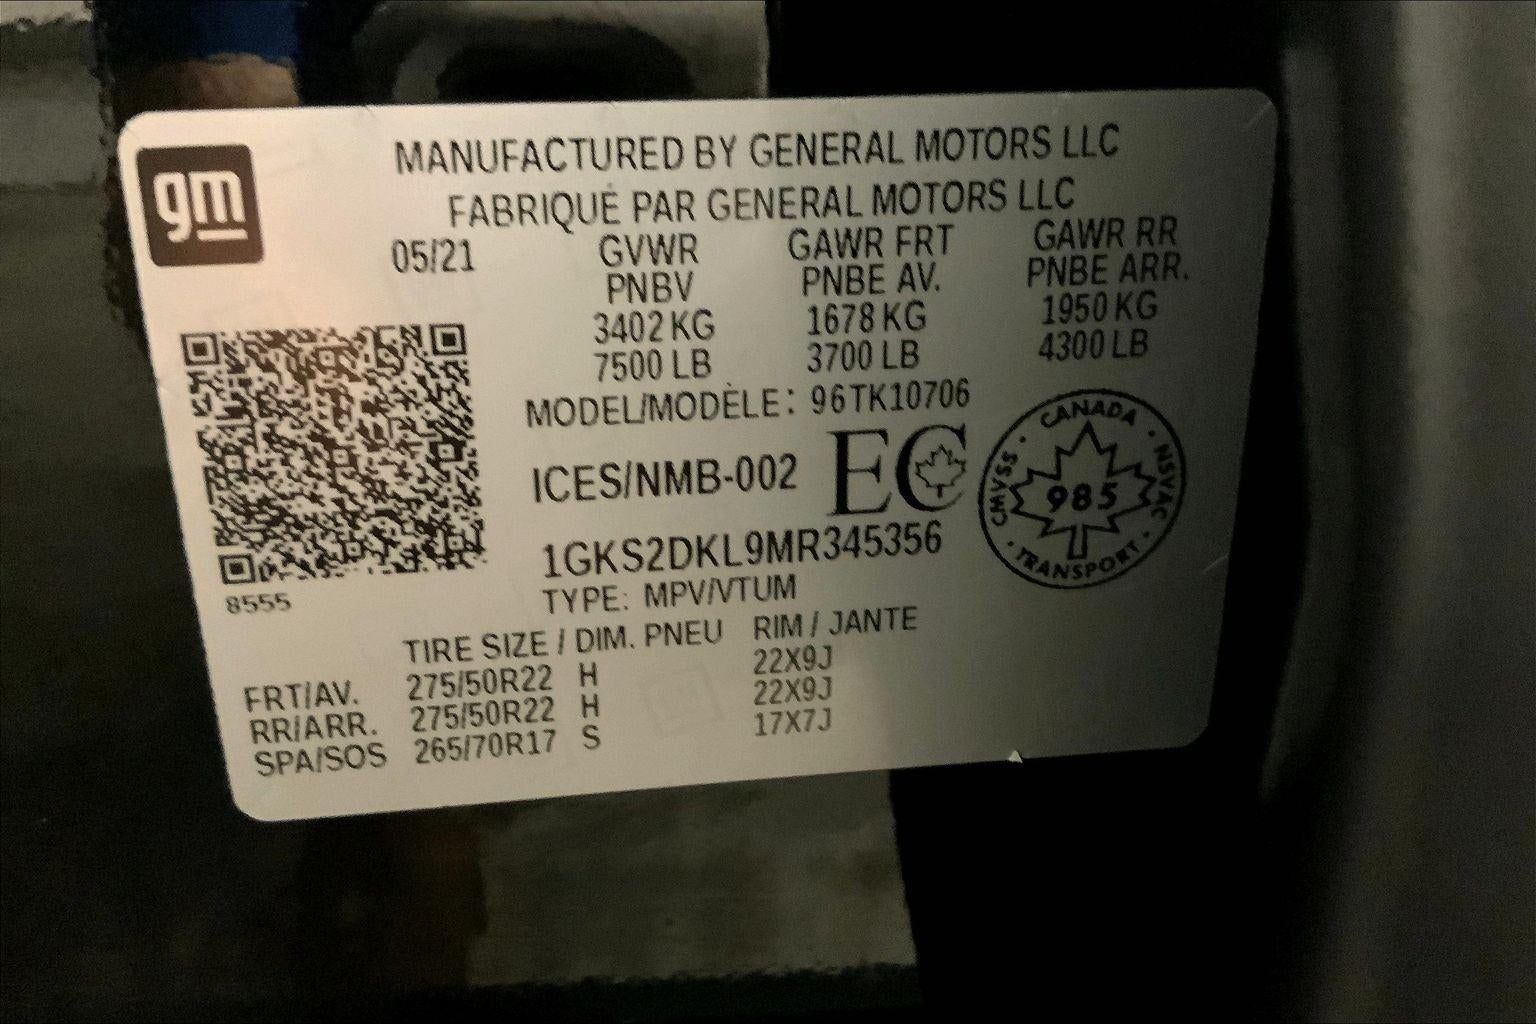 gm
MANUFACTURED BY GENERAL MOTORS LLC
FABRIQUÉ PAR GENERAL MOTORS LLC
05/21 GVWR GAWR FRT GAWR RR
PNBV PNBE AV. PNBE ARR.
3402 KG 1678 KG 1950 KG
7500 LB 3700 LB 4300 LB
MODEL/MODÈLE: 96TK10706
ICES/NMB-002 EC
CANADA
CMVSS · NSVAC
985
· TRANSPORT ·
1GKS2DKL9MR345356
8555
TYPE: MPV/VTUM
TIRE SIZE / DIM. PNEU RIM / JANTE
FRT/AV. 275/50R22 H 22X9J
RR/ARR. 275/50R22 H 22X9J
SPA/SOS 265/70R17 S 17X7J